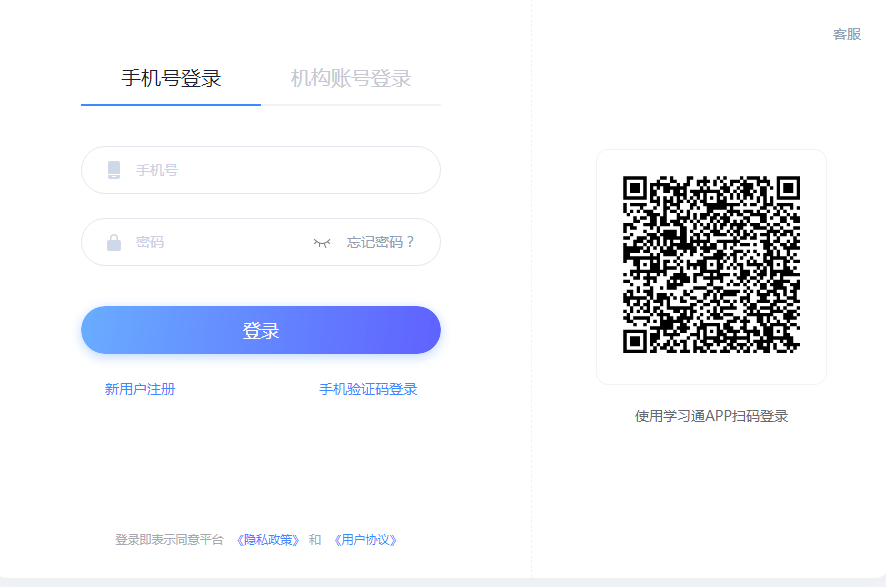 客服
手机号登录 机构账号登录
手机号
密码 忘记密码？
登录
新用户注册 手机验证码登录
使用学习通APP扫码登录
登录即表示同意平台 《隐私政策》 和 《用户协议》